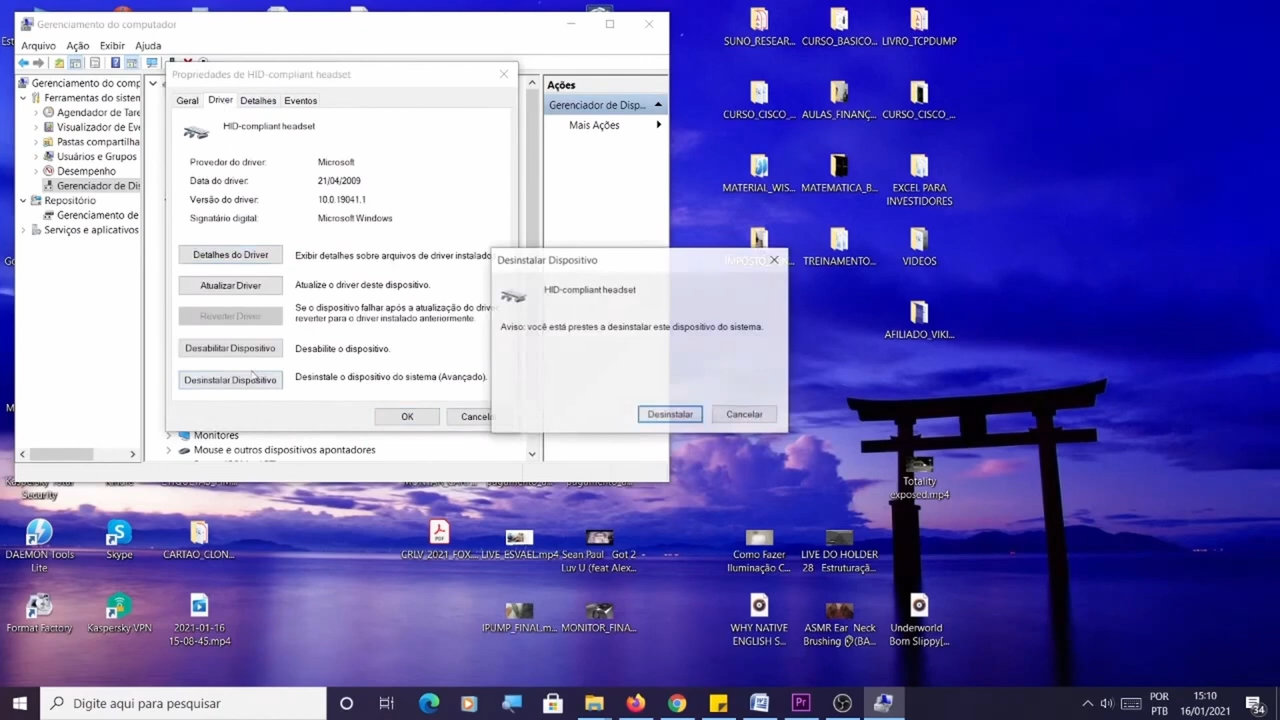 Gerenciamento do computador
Arquivo Ação Exibir Ajuda
Gerenciamento do comp
Ferramentas do sistem
Agendador de Tare
Visualizador de Eve
Pastas compartilha
Usuários e Grupos
Desempenho
Gerenciador de Dis
Repositório
Gerenciamento de
Serviços e aplicativos
Propriedades de HID-compliant headset
Geral Driver Detalhes Eventos
HID-compliant headset
Provedor do driver: Microsoft
Data do driver: 21/04/2009
Versão do driver: 10.0.19041.1
Signatário digital: Microsoft Windows
Detalhes do Driver
Exibir detalhes sobre arquivos de driver instalado
Atualizar Driver
Atualize o driver deste dispositivo.
Reverter Driver
Se o dispositivo falhar após a atualização do drive
reverter para o driver instalado anteriormente.
Desabilitar Dispositivo
Desabilite o dispositivo.
Desinstalar Dispositivo
Desinstale o dispositivo do sistema (Avançado).
OK Cancela
Monitores
Mouse e outros dispositivos apontadores
Ações
Gerenciador de Disp...
Mais Ações
Desinstalar Dispositivo
HID-compliant headset
Aviso: você está prestes a desinstalar este dispositivo do sistema.
Desinstalar Cancelar
SUNO_RESEAR...
CURSO_BASICO...
LIVRO_TCPDUMP
CURSO_CISCO_...
AULAS_FINANÇ...
CURSO_CISCO_...
MATERIAL_WIS...
MATEMATICA_B...
EXCEL PARA
INVESTIDORES
TREINAMENTO...
VIDEOS
AFILIADO_VIKI...
Totality
exposed.mp4
Kaspersky Total
Security
Kindle
DAEMON Tools
Lite
Skype
CARTAO_CLON...
CRLV_2021_FOX...
LIVE_ESVAEL.mp4
Sean Paul Got 2
Luv U (feat Alex...
Como Fazer
Iluminação C...
LIVE DO HOLDER
28 Estruturaçã...
Format Factory
Kaspersky VPN
2021-01-16
15-08-45.mp4
IPUMP_FINAL.m...
MONITOR_FINA...
WHY NATIVE
ENGLISH S...
ASMR Ear_Neck
Brushing (BA...
Underworld
Born Slippy[...
Digite aqui para pesquisar
POR
PTB
15:10
16/01/2021
34